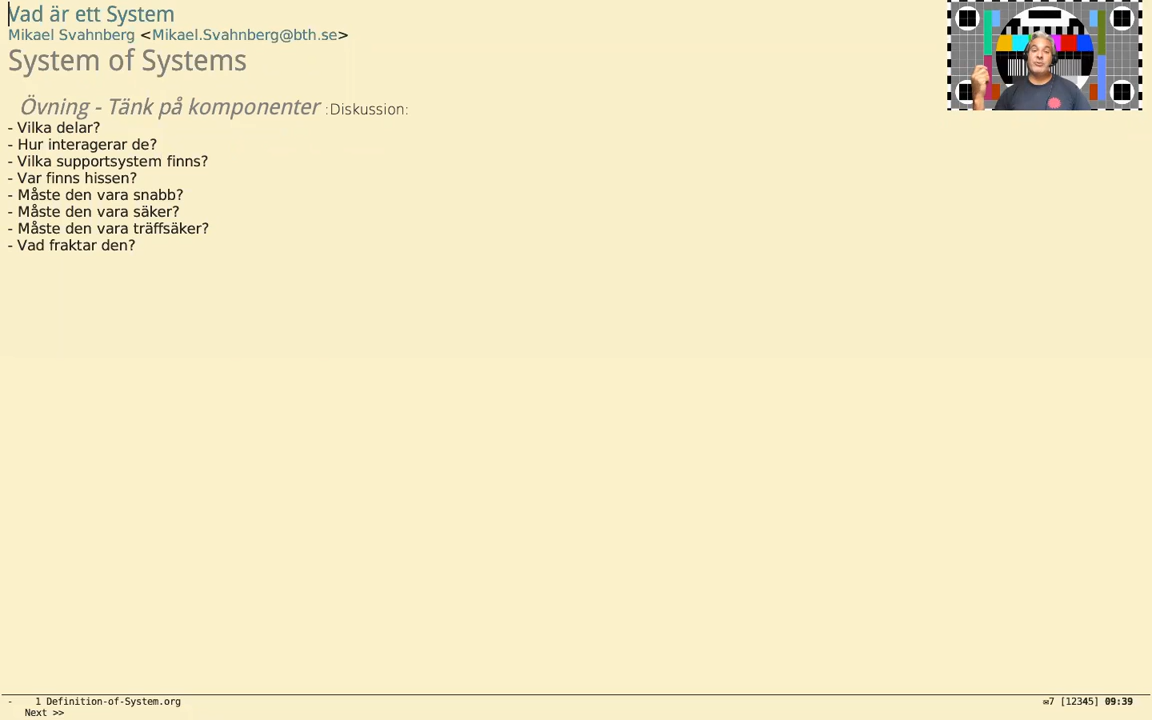 Vad är ett System
Mikael Svahnberg <Mikael.Svahnberg@bth.se>
System of Systems
Övning - Tänk på komponenter :Diskussion:
- Vilka delar?
- Hur interagerar de?
- Vilka supportsystem finns?
- Var finns hissen?
- Måste den vara snabb?
- Måste den vara säker?
- Måste den vara träffsäker?
- Vad fraktar den?
- 1 Definition-of-System.org
✉7 [12345] 09:39
Next >>